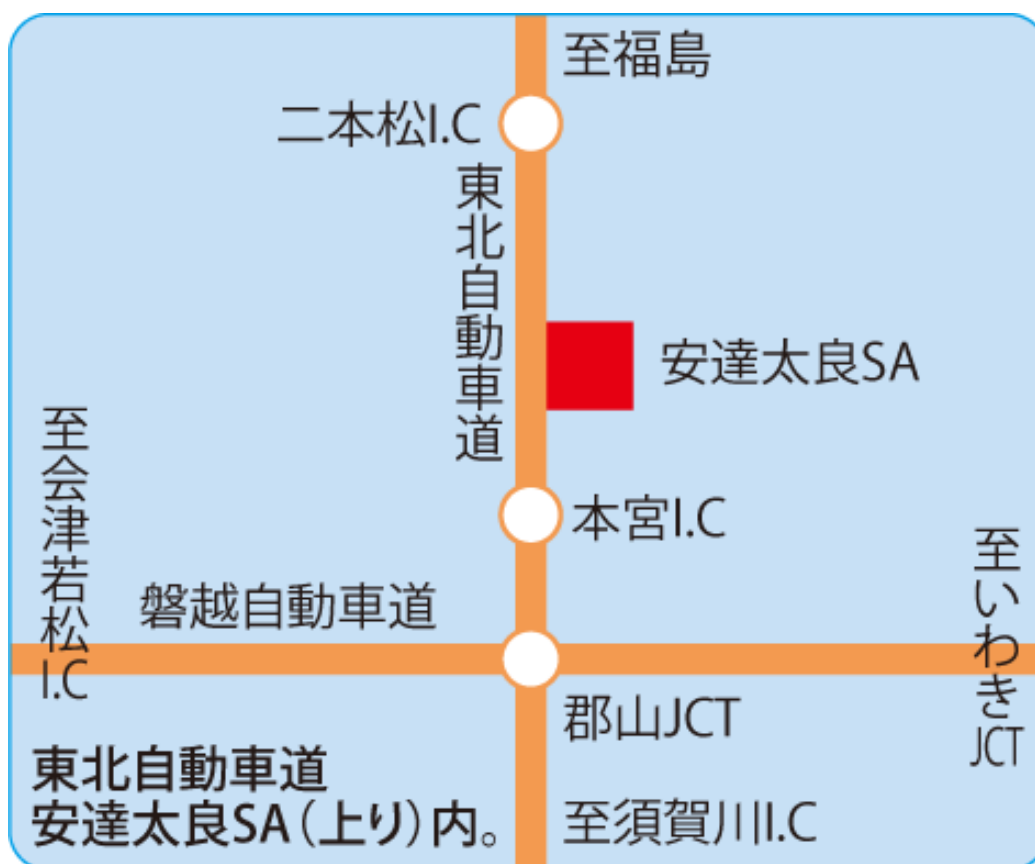 至福島
二本松I.C
東北自動車道
安達太良SA
至会津若松I.C
本宮I.C
至いわきJCT
磐越自動車道
郡山JCT
東北自動車道
安達太良SA（上り）内。
至須賀川I.C